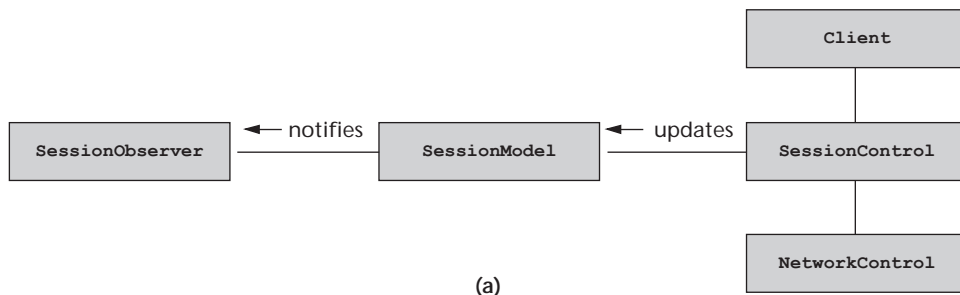 Client
notifies
updates
SessionObserver
SessionModel
SessionControl
NetworkControl
(a)